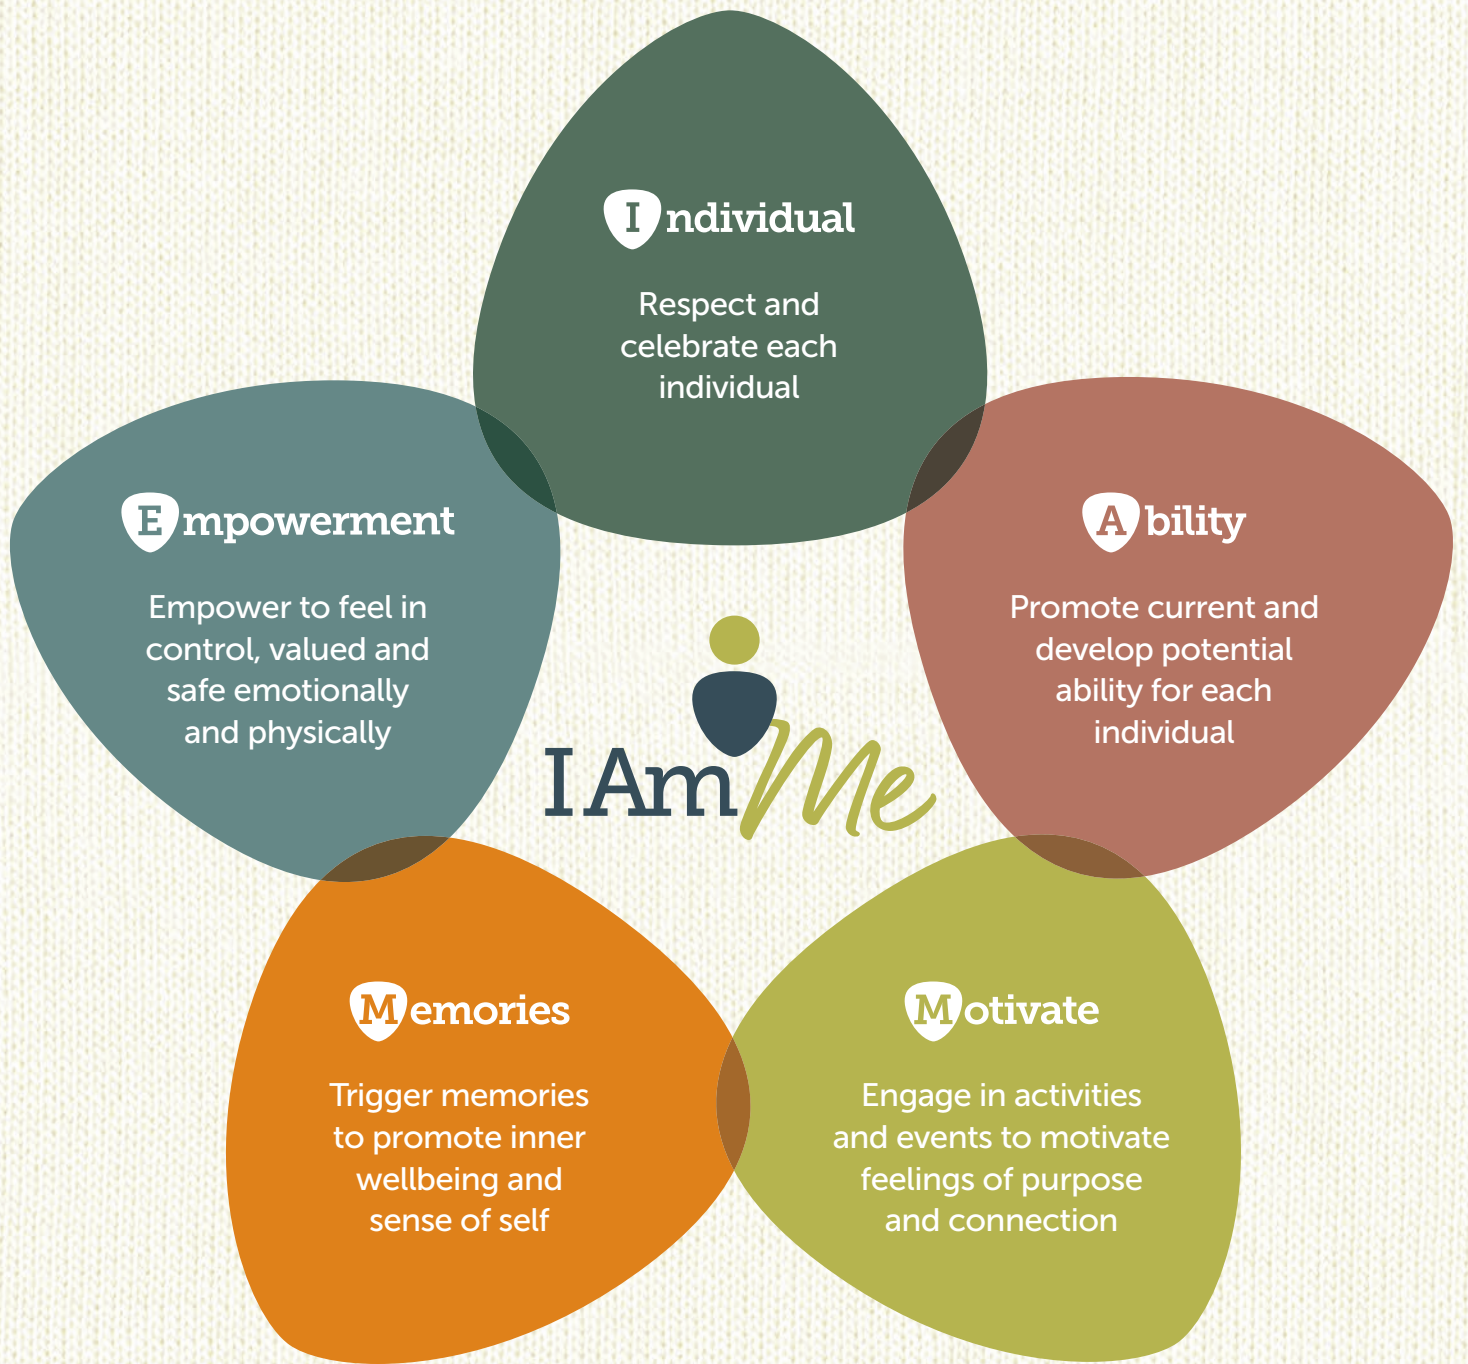 Individual
Respect and
celebrate each
individual
Ability
Promote current and
develop potential
ability for each
individual
Motivate
Engage in activities
and events to motivate
feelings of purpose
and connection
Memories
Trigger memories
to promote inner
wellbeing and
sense of self
Empowerment
Empower to feel in
control, valued and
safe emotionally
and physically
I Am Me